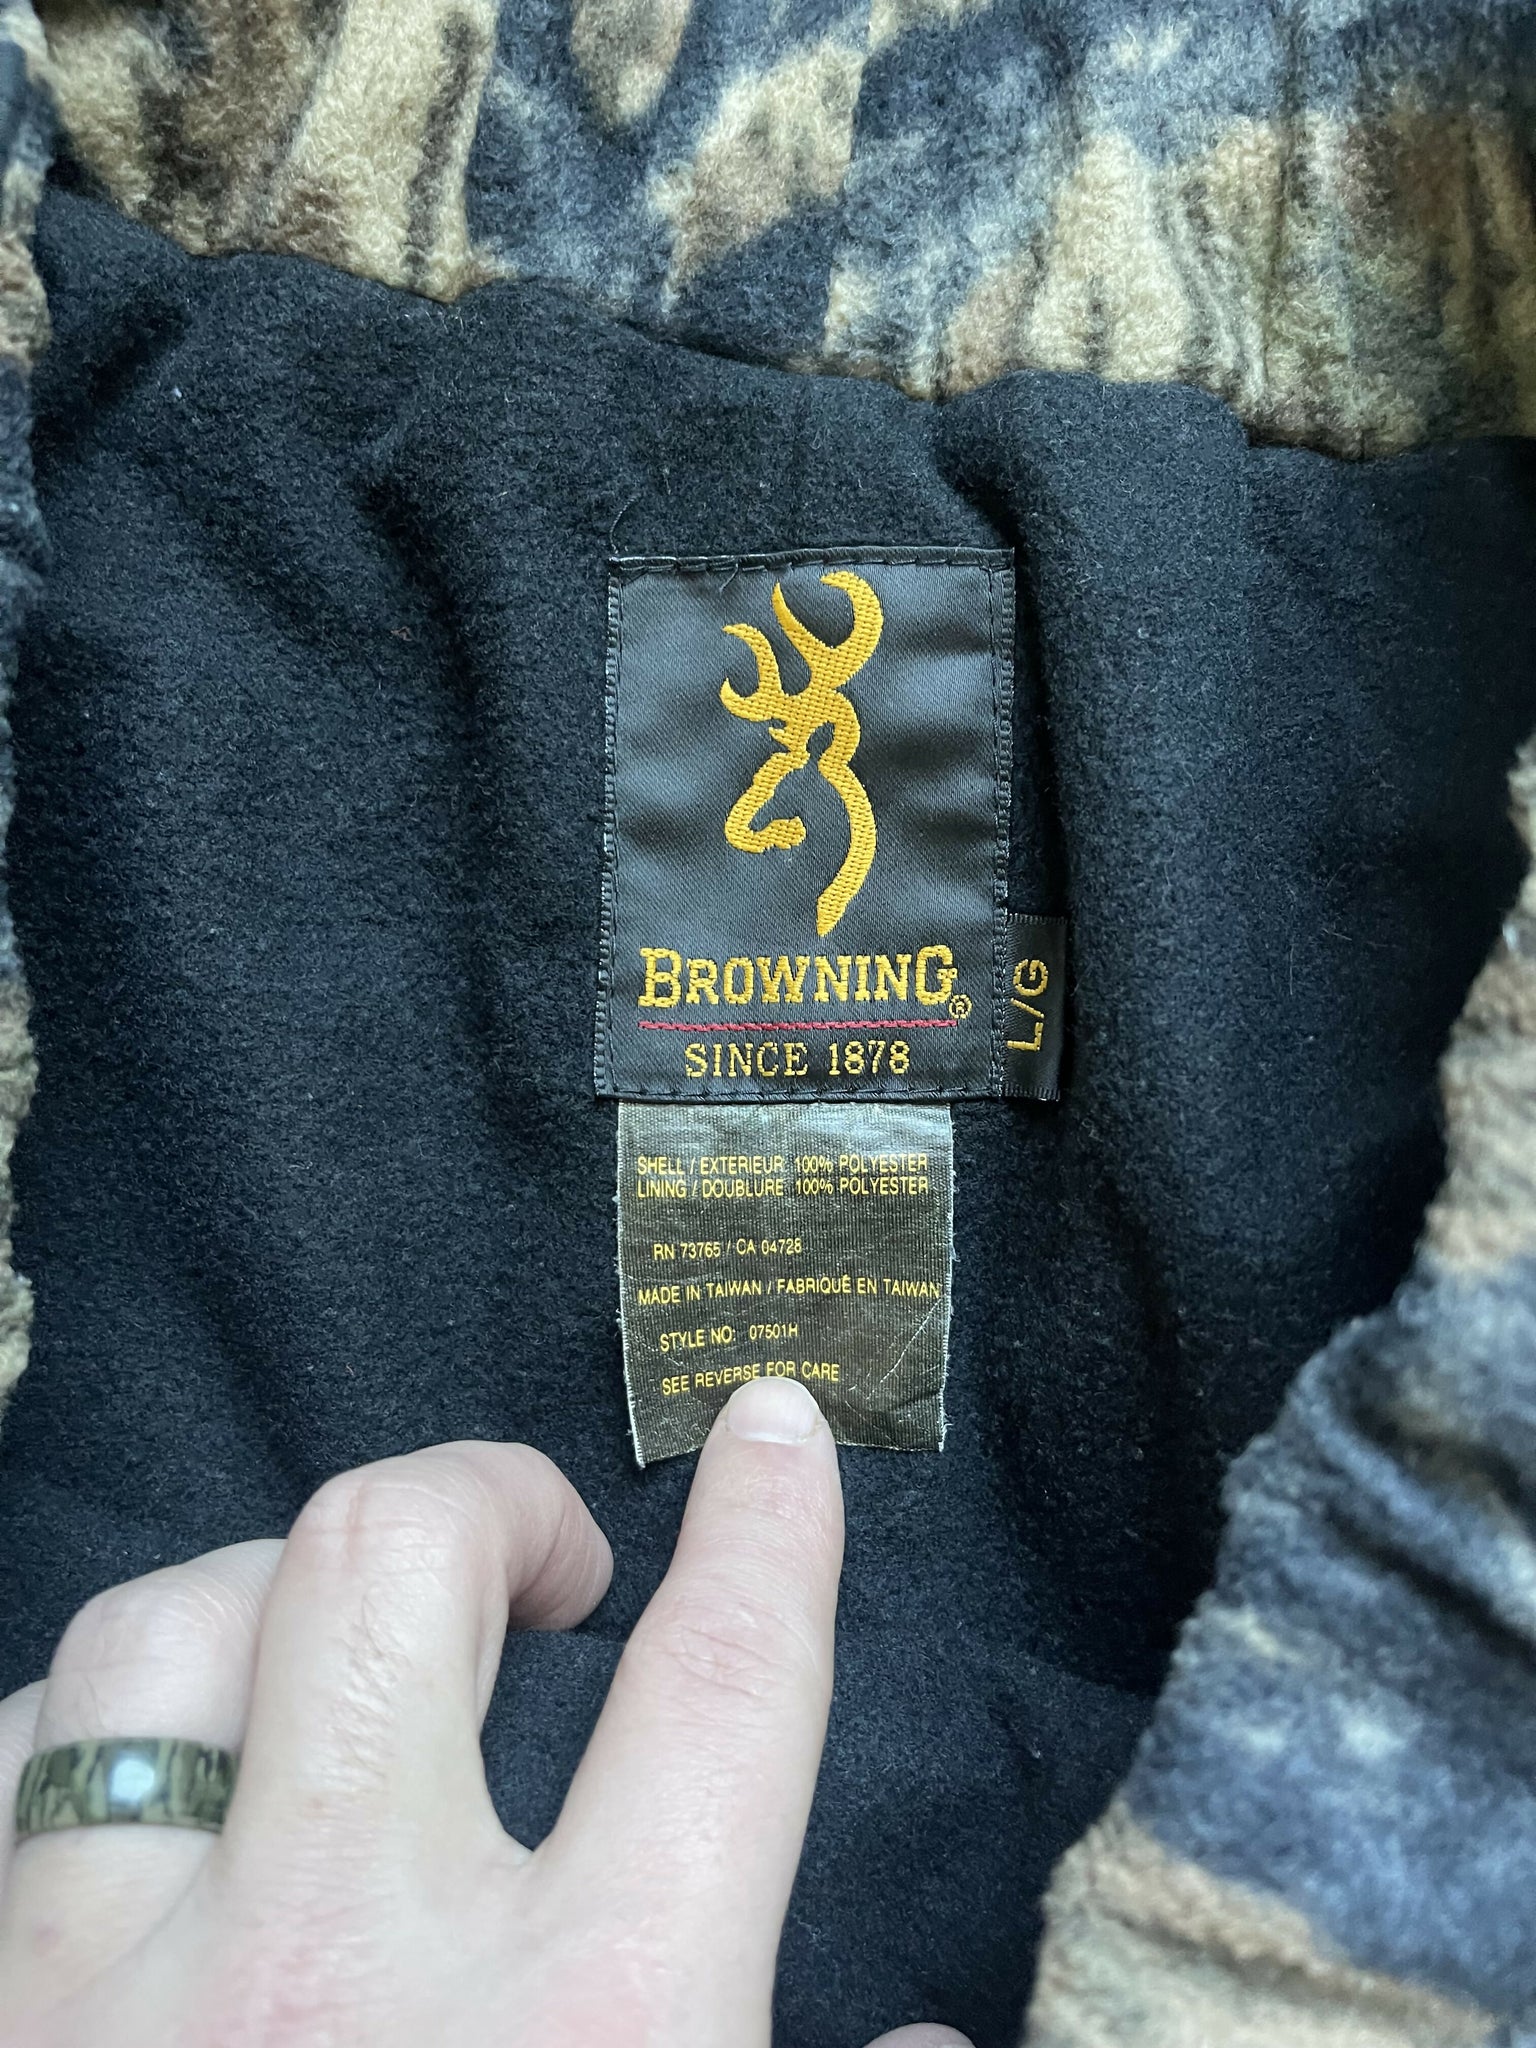 BROWNING®
SINCE 1878
L/G
SHELL / EXTERIEUR 100% POLYESTER
LINING / DOUBLURE 100% POLYESTER
RN 73765 / CA 04728
MADE IN TAIWAN / FABRIQUÉ EN TAIWAN
STYLE NO: 07501H
SEE REVERSE FOR CARE